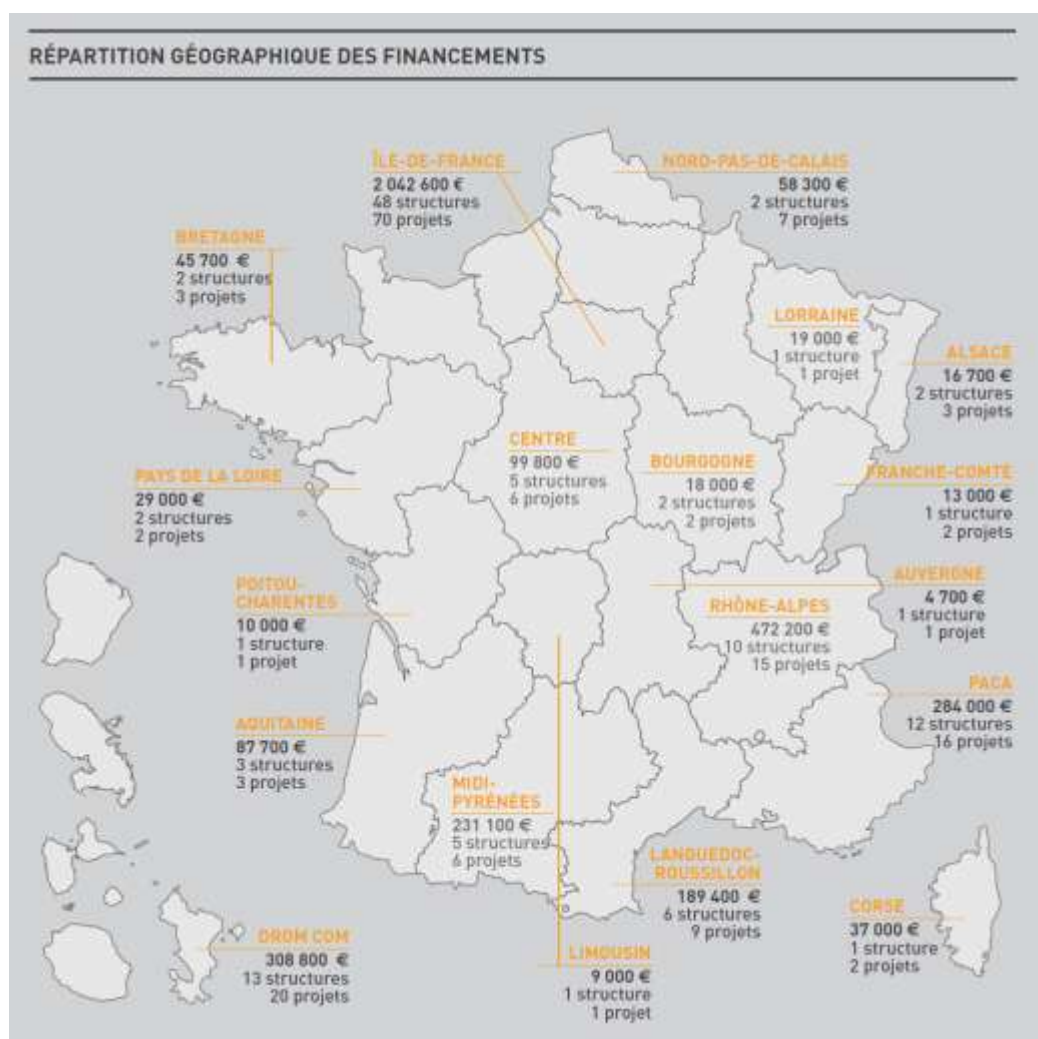 RÉPARTITION GÉOGRAPHIQUE DES FINANCEMENTS
ÎLE-DE-FRANCE
2 042 600 €
48 structures
70 projets
NORD-PAS-DE-CALAIS
58 300 €
2 structures
7 projets
BRETAGNE
45 700 €
2 structures
3 projets
LORRAINE
19 000 €
1 structure
1 projet
ALSACE
16 700 €
2 structures
3 projets
CENTRE
99 800 €
5 structures
6 projets
BOURGOGNE
18 000 €
2 structures
2 projets
FRANCHE-COMTÉ
13 000 €
1 structure
2 projets
PAYS DE LA LOIRE
29 000 €
2 structures
2 projets
POITOU-
CHARENTES
10 000 €
1 structure
1 projet
AUVERGNE
4 700 €
1 structure
1 projet
RHÔNE-ALPES
472 200 €
10 structures
15 projets
PACA
284 000 €
12 structures
16 projets
AQUITAINE
87 700 €
3 structures
3 projets
MIDI-
PYRÉNÉES
231 100 €
5 structures
6 projets
LANGUEDOC-
ROUSSILLON
189 400 €
6 structures
9 projets
CORSE
37 000 €
1 structure
2 projets
DROM COM
308 800 €
13 structures
20 projets
LIMOUSIN
9 000 €
1 structure
1 projet